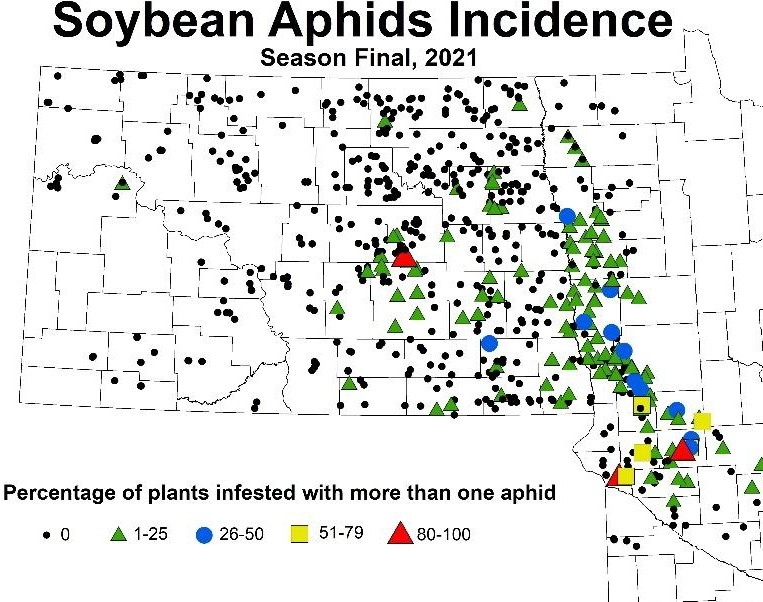 Soybean Aphids Incidence
Season Final, 2021
Percentage of plants infested with more than one aphid
0 1-25 26-50 51-79 80-100